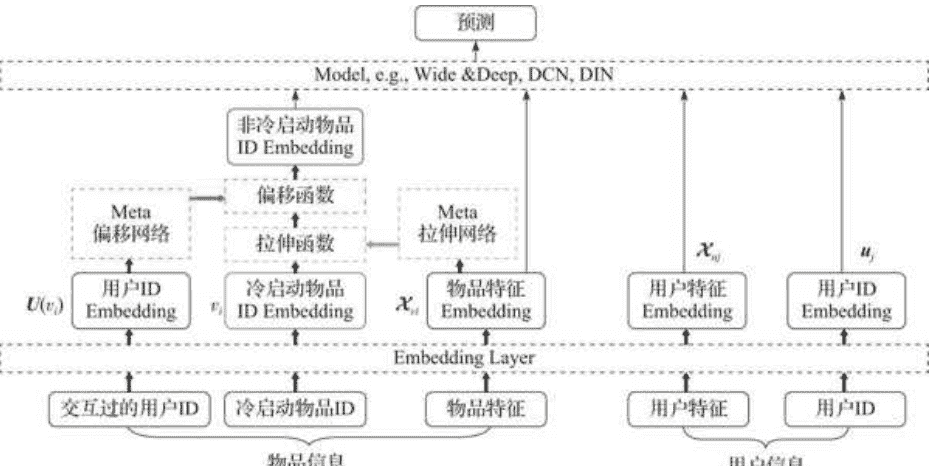 预测
Model, e.g., Wide &Deep, DCN, DIN
非冷启动物品
ID Embedding
偏移函数
Meta
偏移网络
Meta
拉伸网络
拉伸函数
U(vi)
用户ID
Embedding
vi
冷启动物品
ID Embedding
𝒳vi
物品特征
Embedding
𝒳uj
用户特征
Embedding
uj
用户ID
Embedding
Embedding Layer
交互过的用户ID
冷启动物品ID
物品特征
用户特征
用户ID
物品信息
用户信息